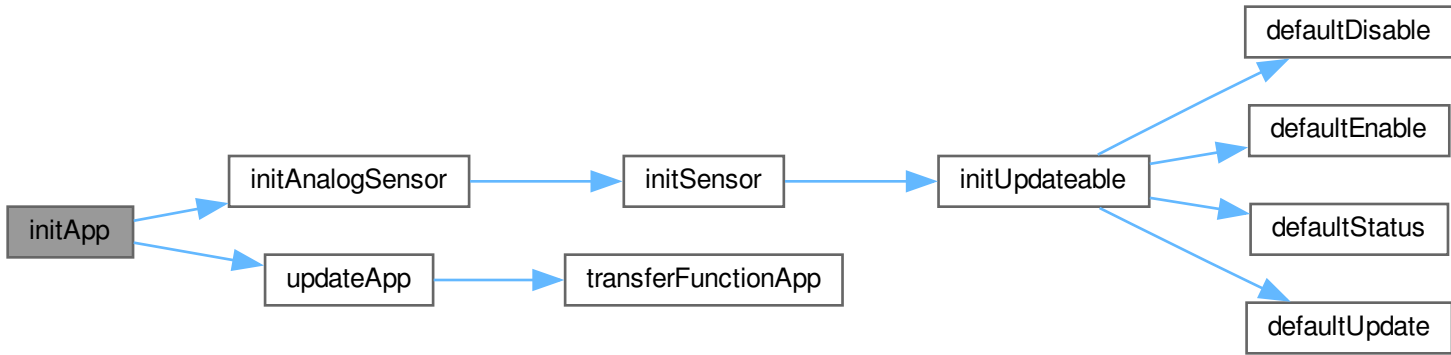 initApp
initAnalogSensor
updateApp
initSensor
transferFunctionApp
initUpdateable
defaultDisable
defaultEnable
defaultStatus
defaultUpdate